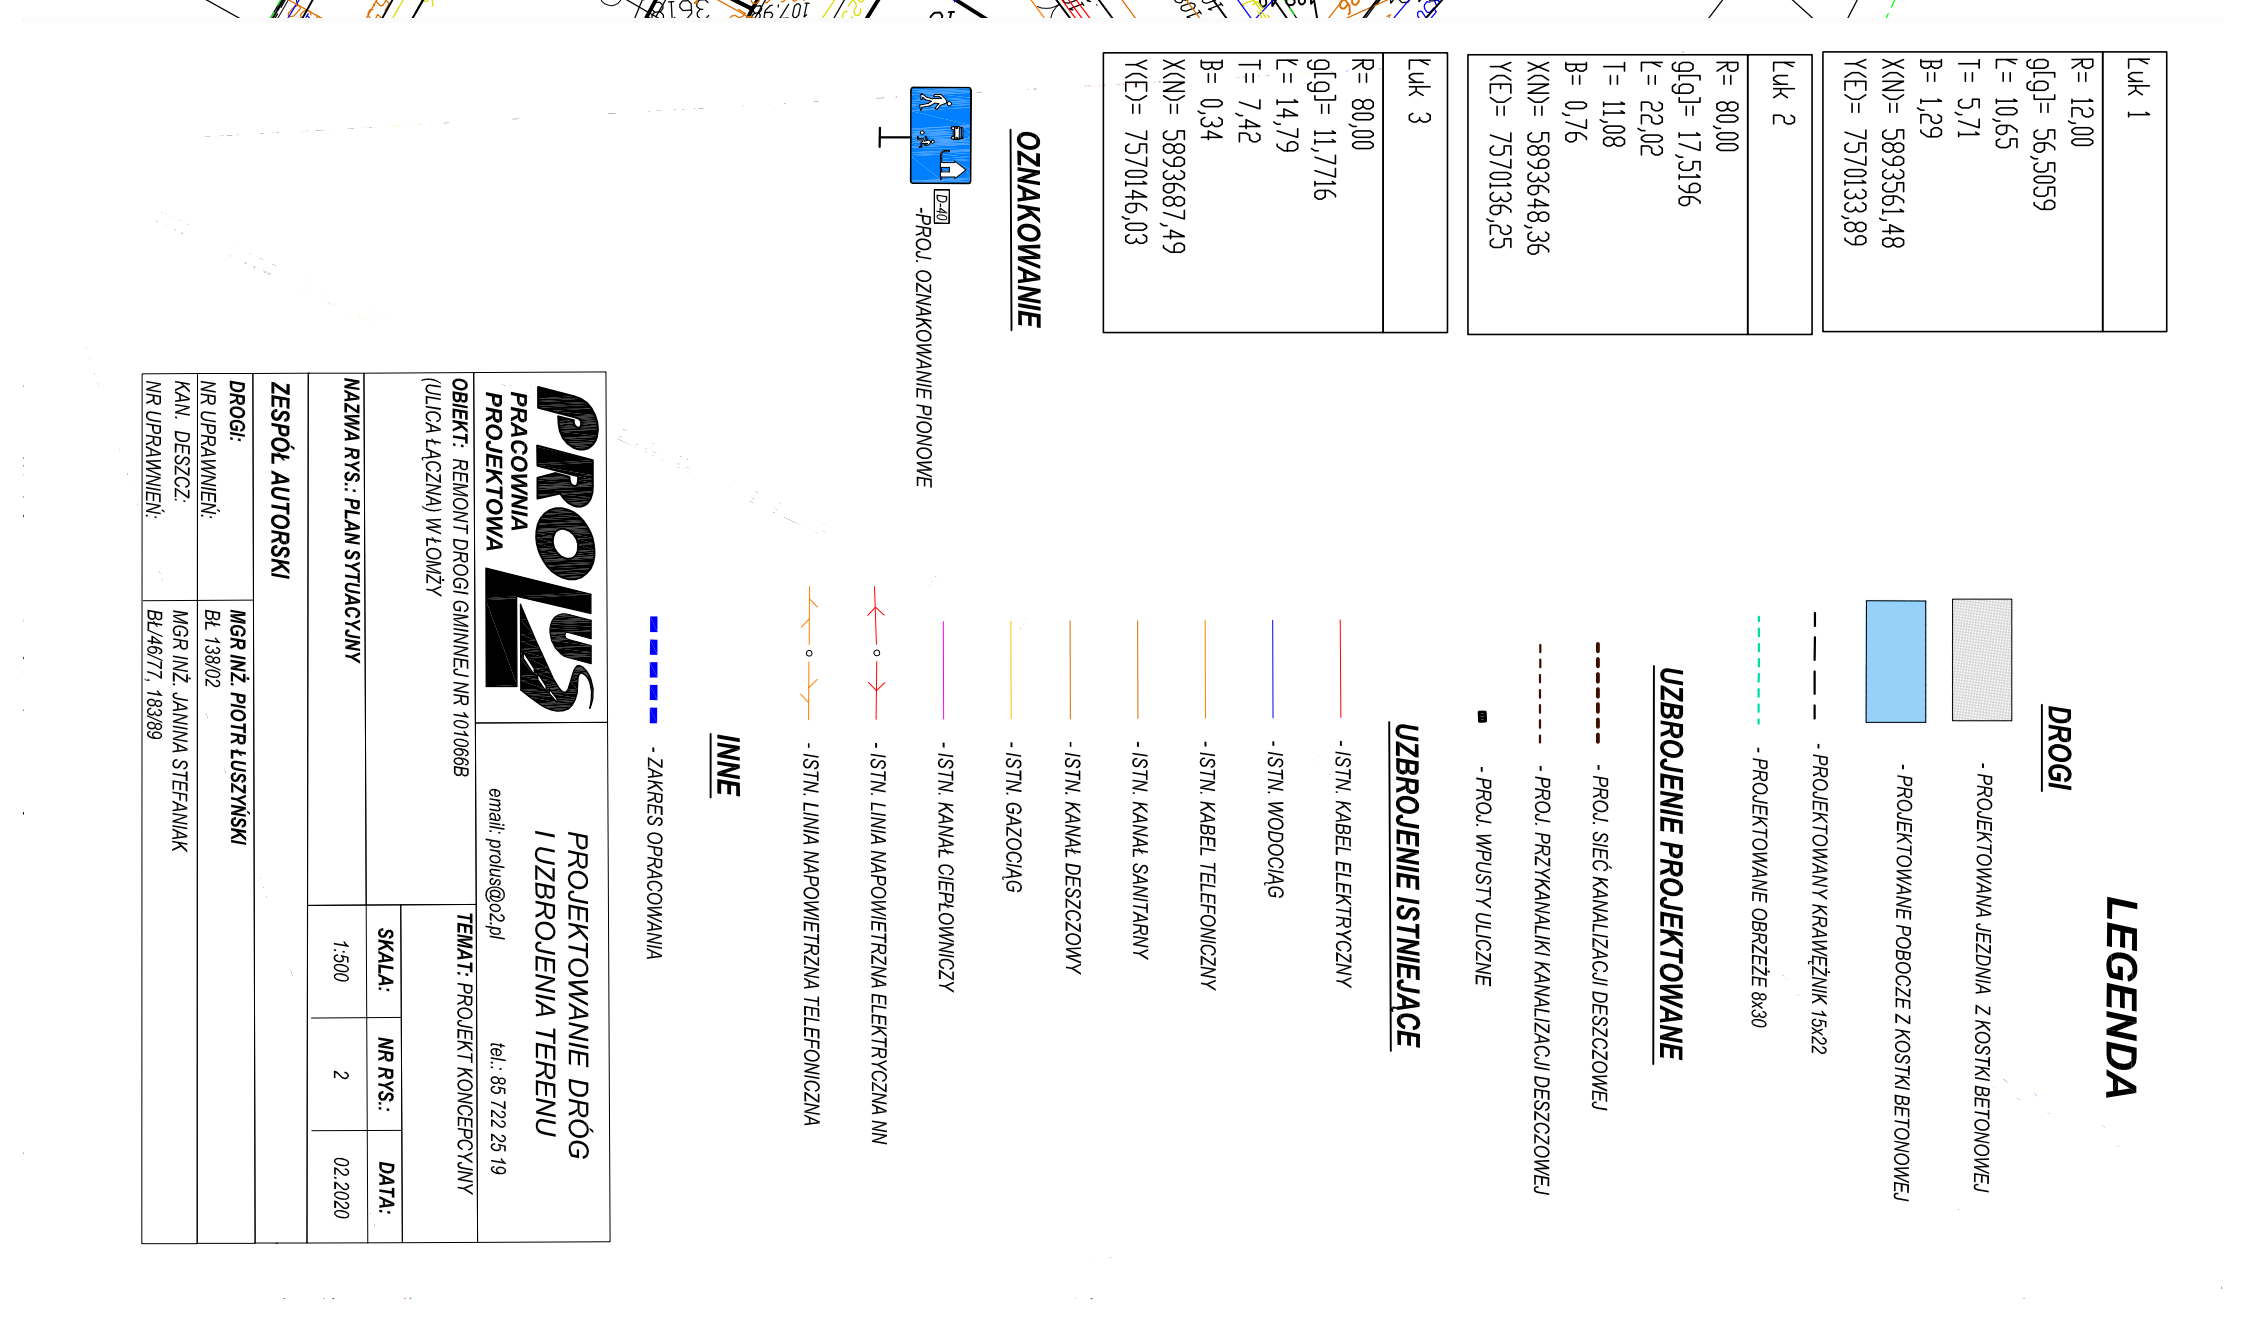 Łuk 1
R= 12,00
g[g]= 56,5059
Ł= 10,65
T= 5,71
B= 1,29
X(N)= 5893561,48
Y(E)= 7570133,89
Łuk 2
R= 80,00
g[g]= 17,5196
Ł= 22,02
T= 11,08
B= 0,76
X(N)= 5893648,36
Y(E)= 7570136,25
Łuk 3
R= 80,00
g[g]= 11,7716
Ł= 14,79
T= 7,42
B= 0,34
X(N)= 5893687,49
Y(E)= 7570146,03
OZNAKOWANIE
D-40
-PROJ. OZNAKOWANIE PIONOWE
LEGENDA
DROGI
- PROJEKTOWANA JEZDNIA Z KOSTKI BETONOWEJ
- PROJEKTOWANE POBOCZE Z KOSTKI BETONOWEJ
- PROJEKTOWANY KRAWĘŻNIK 15x22
- PROJEKTOWANE OBRZEŻE 8x30
UZBROJENIE PROJEKTOWANE
- PROJ. SIEĆ KANALIZACJI DESZCZOWEJ
- PROJ. PRZYKANALIKI KANALIZACJI DESZCZOWEJ
- PROJ. WPUSTY ULICZNE
UZBROJENIE ISTNIEJĄCE
- ISTN. KABEL ELEKTRYCZNY
- ISTN. WODOCIĄG
- ISTN. KABEL TELEFONICZNY
- ISTN. KANAŁ SANITARNY
- ISTN. KANAŁ DESZCZOWY
- ISTN. GAZOCIĄG
- ISTN. KANAŁ CIEPŁOWNICZY
- ISTN. LINIA NAPOWIETRZNA ELEKTRYCZNA NN
- ISTN. LINIA NAPOWIETRZNA TELEFONICZNA
INNE
- ZAKRES OPRACOWANIA
PROLUS
PRACOWNIA
PROJEKTOWA
PROJEKTOWANIE DRÓG
I UZBROJENIA TERENU
email: prolus@o2.pl tel.: 85 722 25 19
OBIEKT: REMONT DROGI GMINNEJ NR 101066B
(ULICA ŁĄCZNA) W ŁOMŻY
TEMAT: PROJEKT KONCEPCYJNY
NAZWA RYS.: PLAN SYTUACYJNY
SKALA: NR RYS.: DATA:
1:500 2 02.2020
ZESPÓŁ AUTORSKI
DROGI: MGR INŻ. PIOTR ŁUSZYŃSKI
NR UPRAWNIEŃ: BŁ 138/02
KAN. DESZCZ: MGR INŻ. JANINA STEFANIAK
NR UPRAWNIEŃ: BŁ/46/77, 183/89